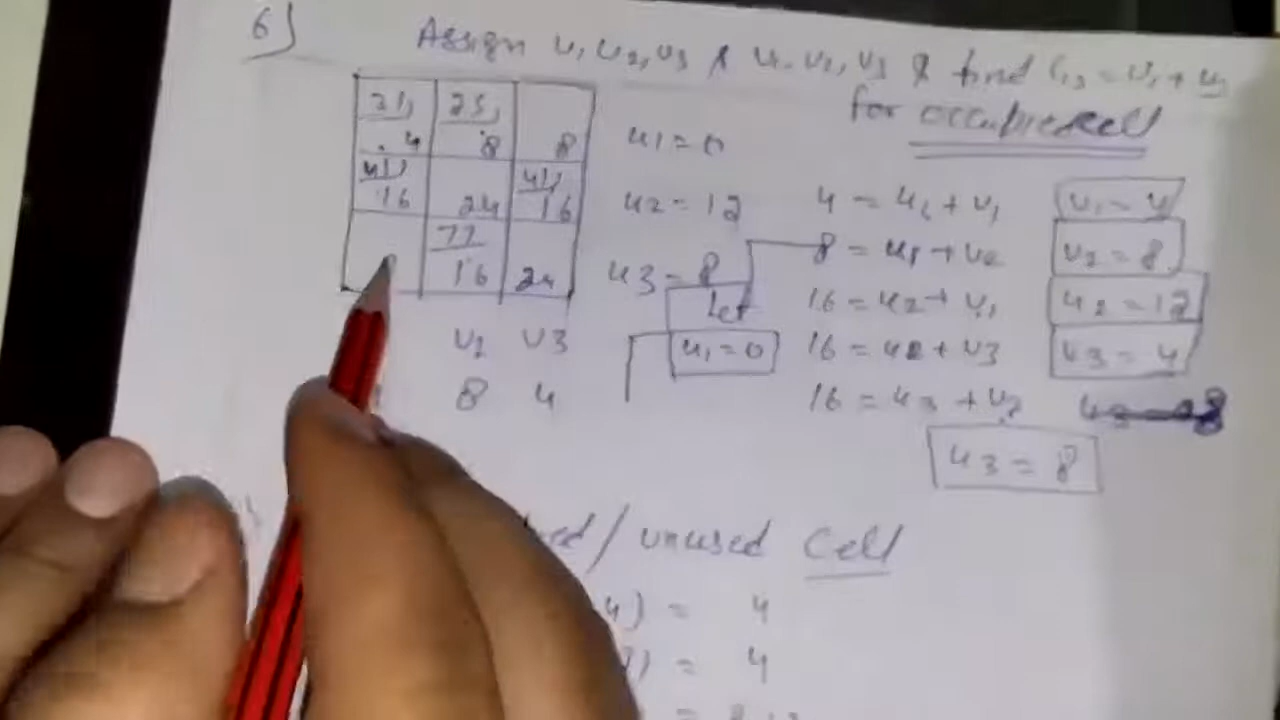 6)
Assign u1 u2, u3 & v1 v2, v3 & find Cij = Ui + Vj
for occupied cell
21 25
4 8 8
41 41
16 24 16
77
8 16 24
u1 = 0
u2 = 12
u3 = 8
Let
u1 = 0
v2 v3
8 4
4 = u1 + v1
8 = u1 + v2
16 = u2 + v1
16 = u2 + v3
16 = u3 + v2
v1 = 4
v2 = 8
u2 = 12
v3 = 4
u3 = 8
/ unused cell
4) = 4
) = 4
=